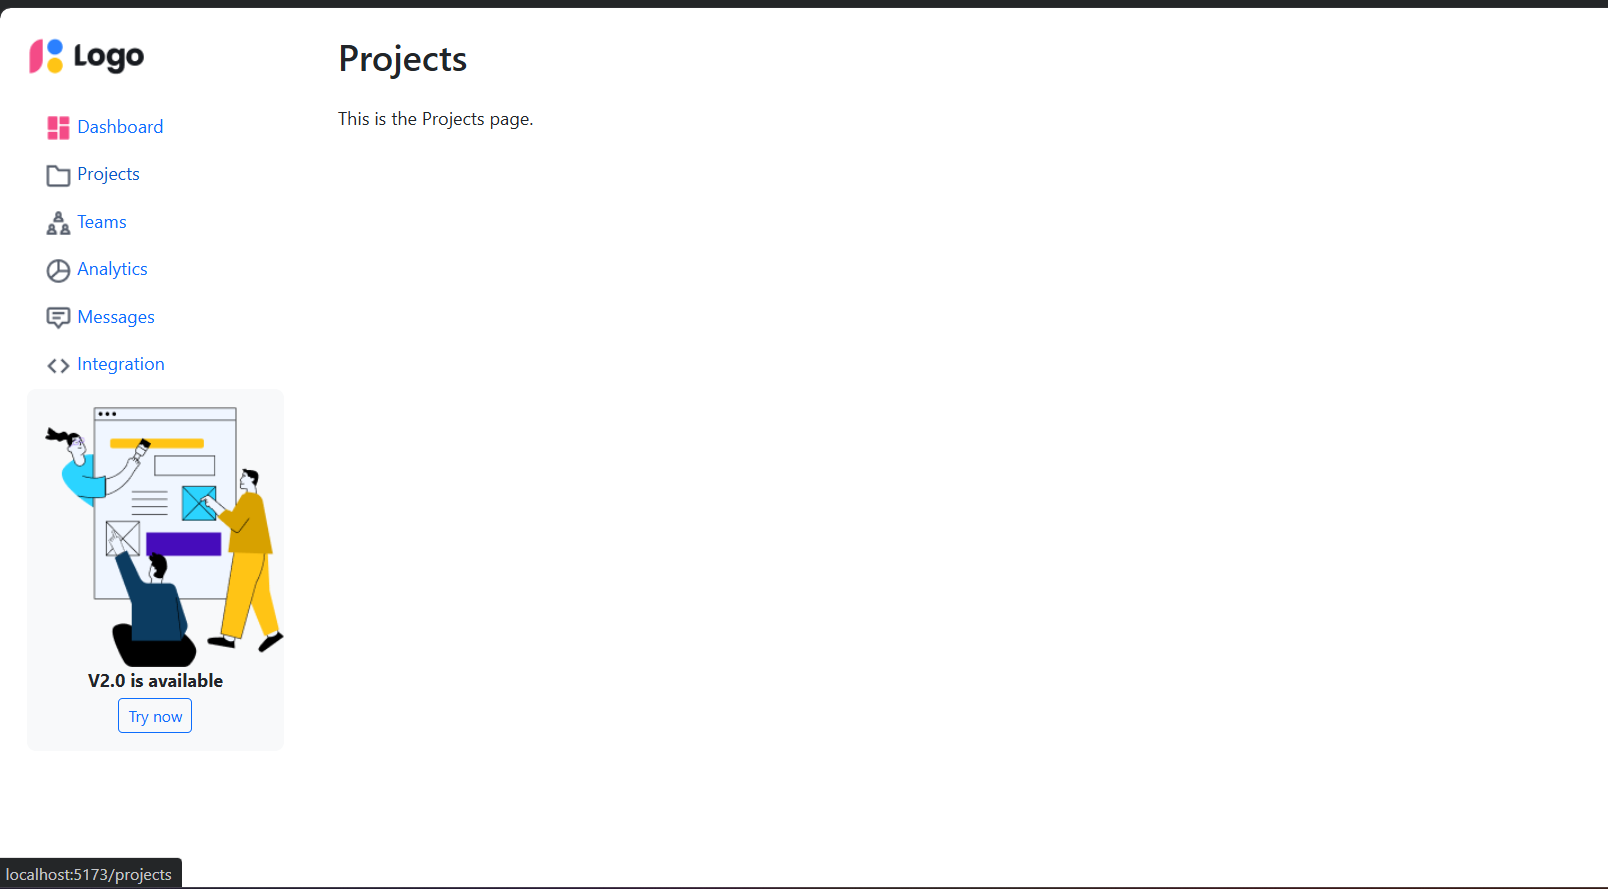 Logo
Dashboard
Projects
Teams
Analytics
Messages
Integration
V2.0 is available
Try now
Projects
This is the Projects page.
localhost:5173/projects